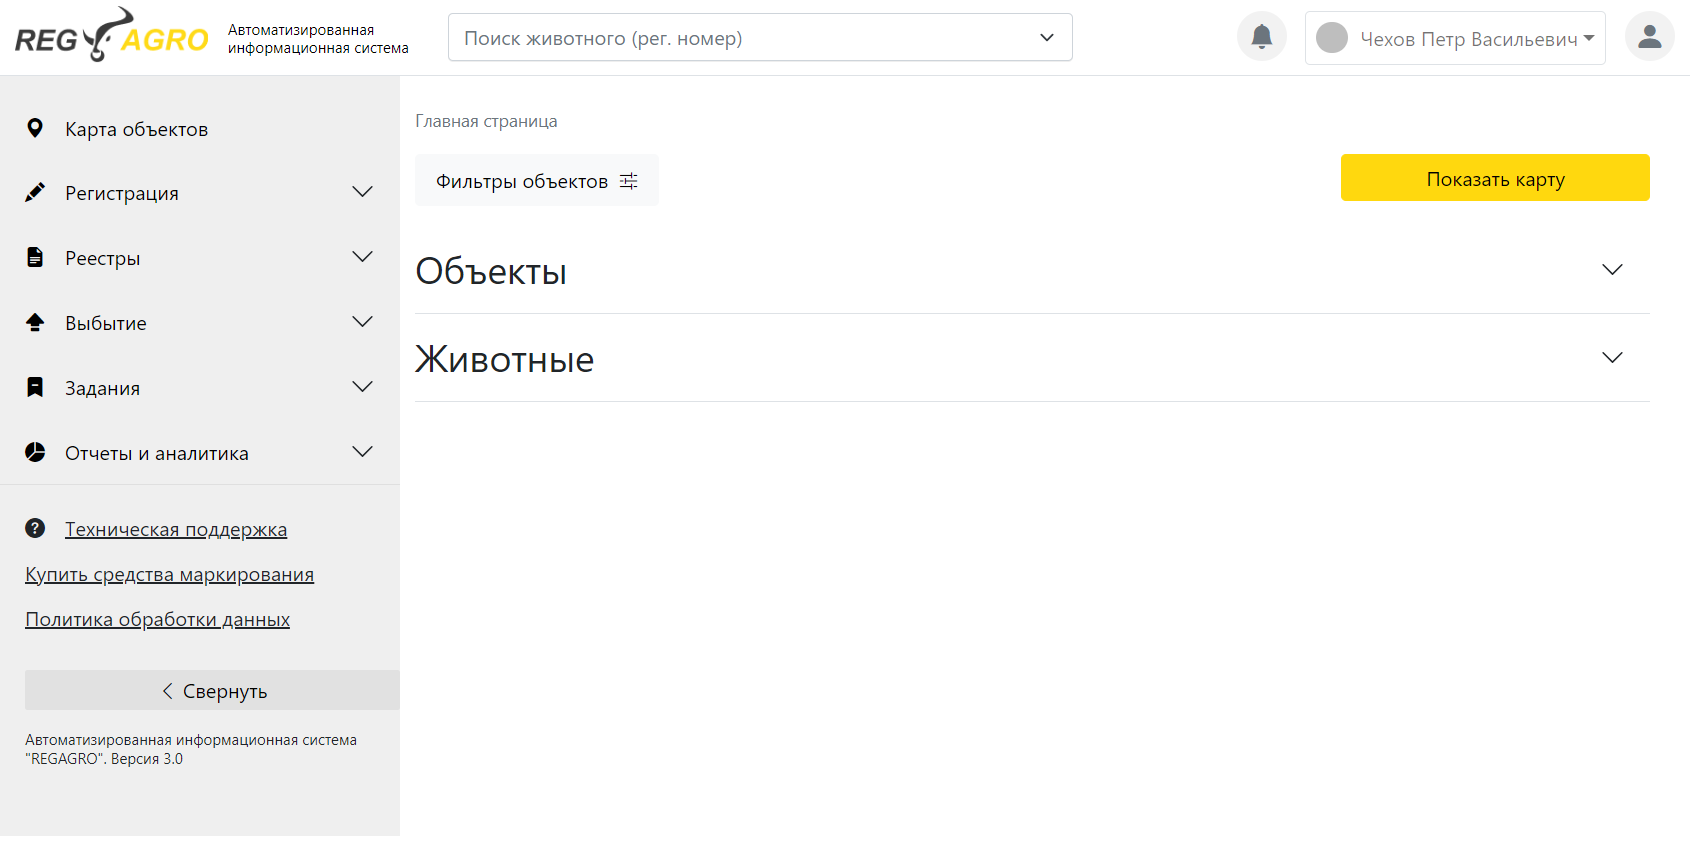 REG AGRO
Автоматизированная
информационная система
Поиск животного (рег. номер)
Чехов Петр Васильевич
Карта объектов
Регистрация
Реестры
Выбытие
Задания
Отчеты и аналитика
Техническая поддержка
Купить средства маркирования
Политика обработки данных
Свернуть
Автоматизированная информационная система
"REGAGRO". Версия 3.0
Главная страница
Фильтры объектов
Показать карту
Объекты
Животные